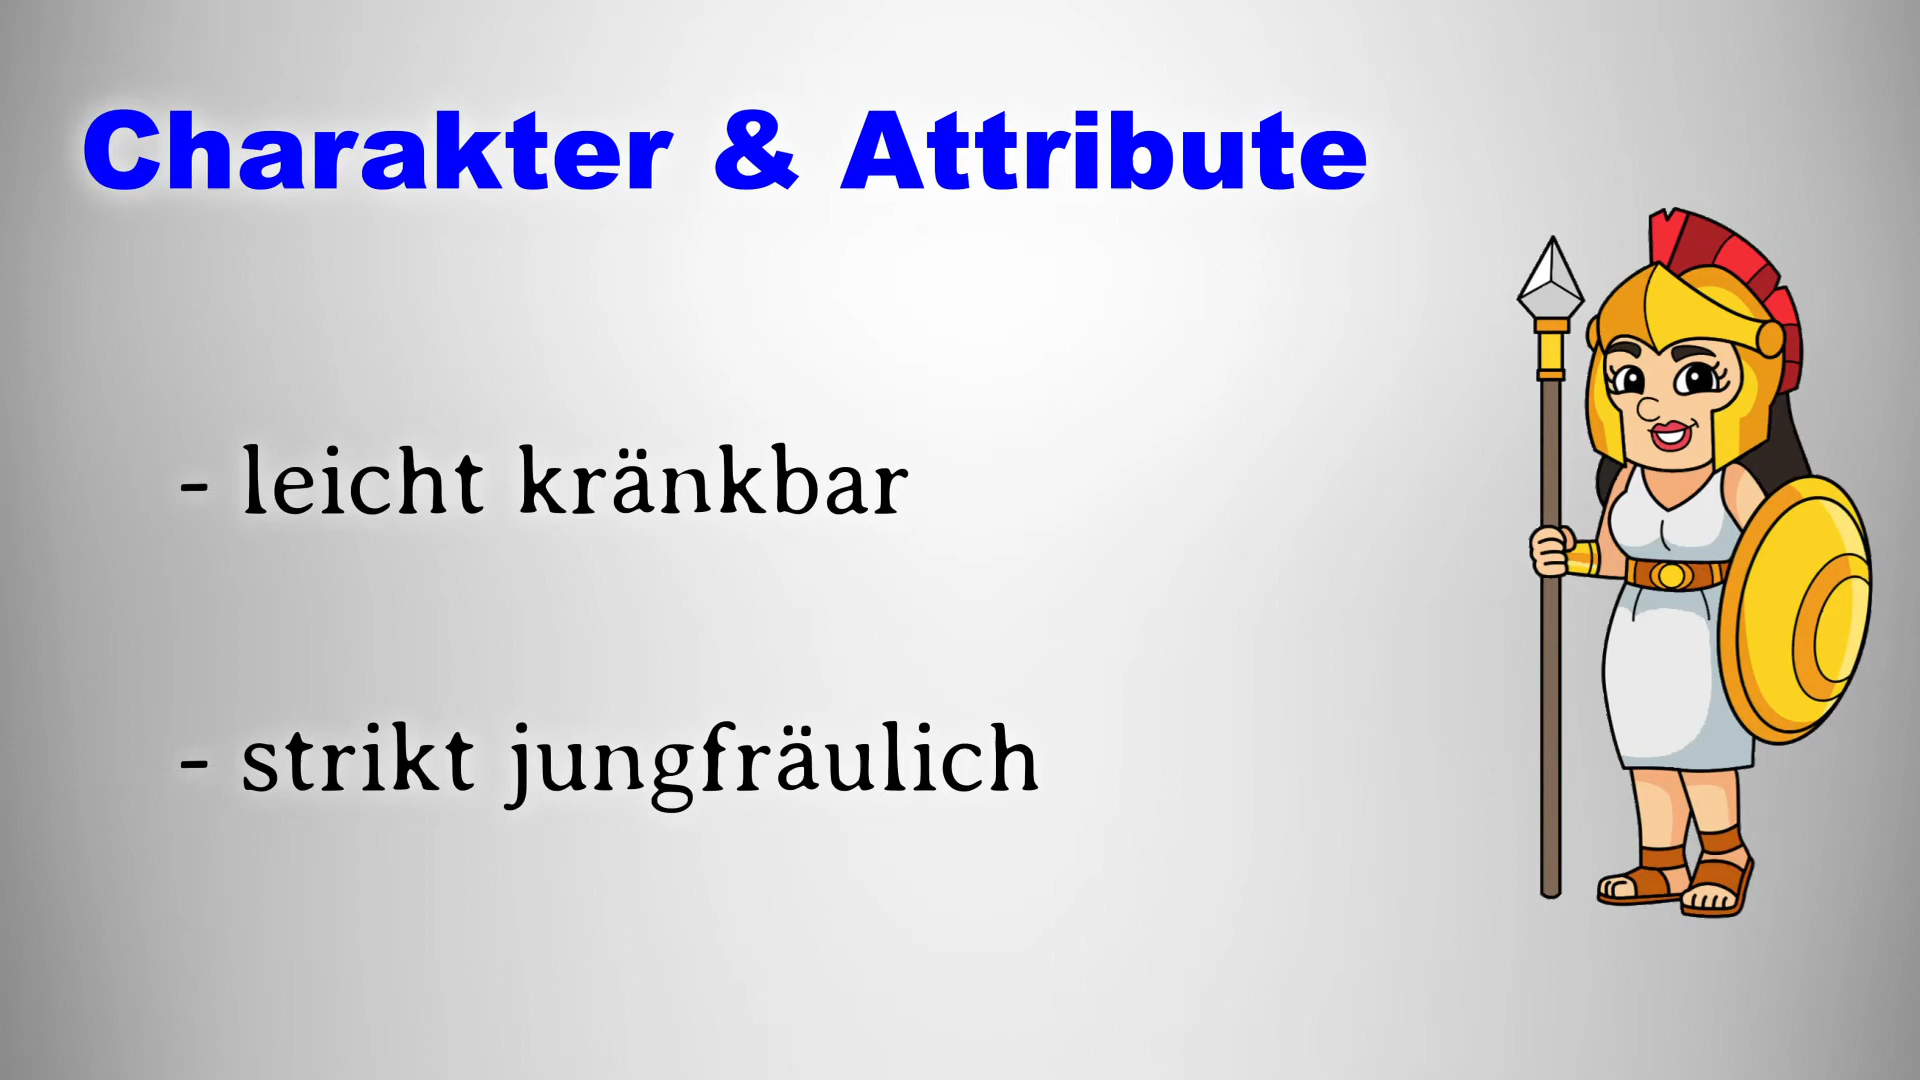 Charakter & Attribute
- leicht kränkbar
- strikt jungfräulich